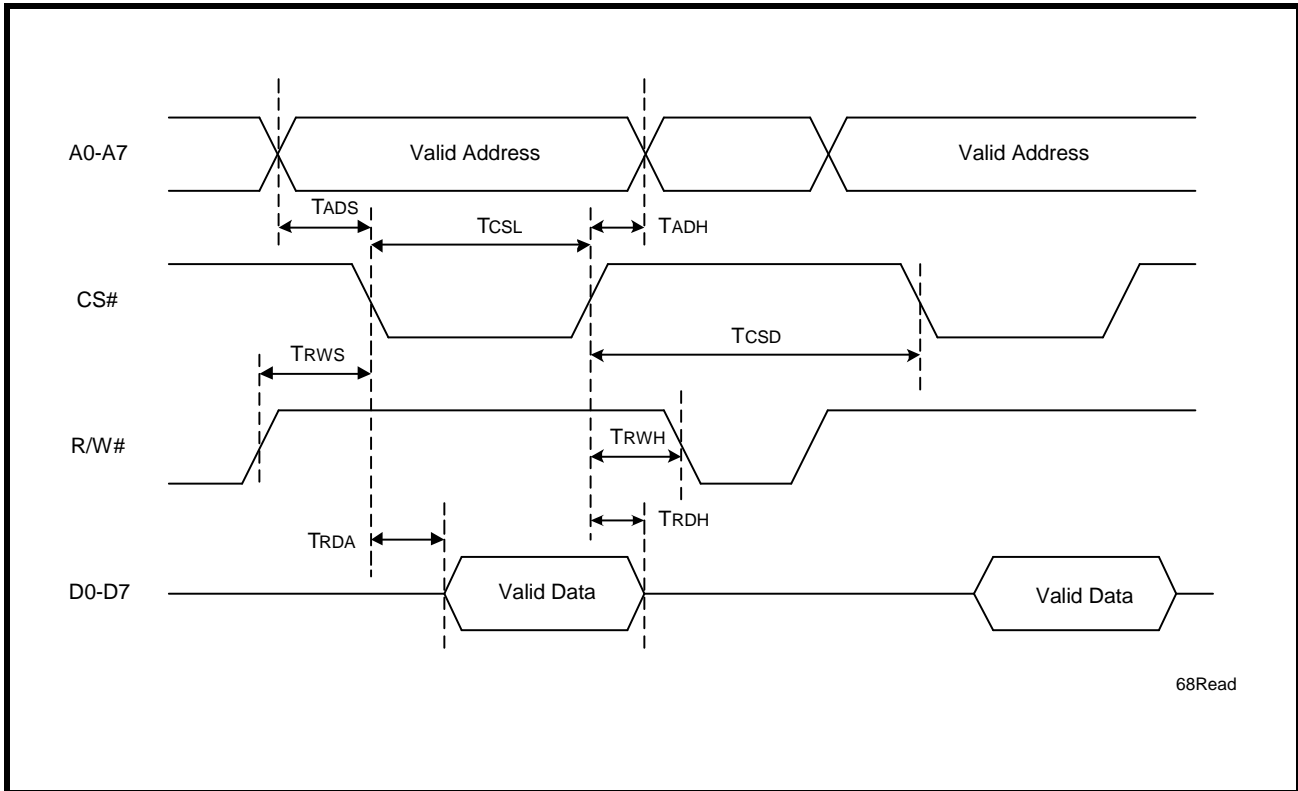 A0-A7
Valid Address
Valid Address
TADS
TCSL
TADH
CS#
TCSD
TRWS
R/W#
TRWH
TRDA
TRDH
D0-D7
Valid Data
Valid Data
68Read